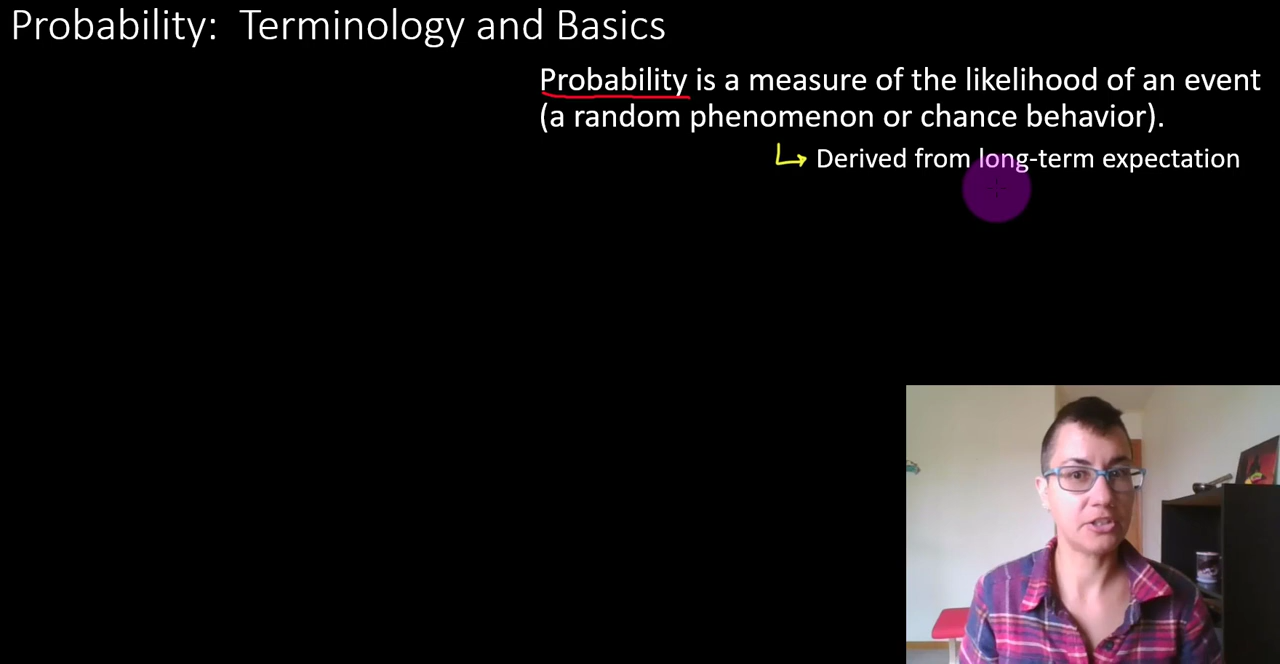 Probability: Terminology and Basics
Probability is a measure of the likelihood of an event
(a random phenomenon or chance behavior).
Derived from long-term expectation